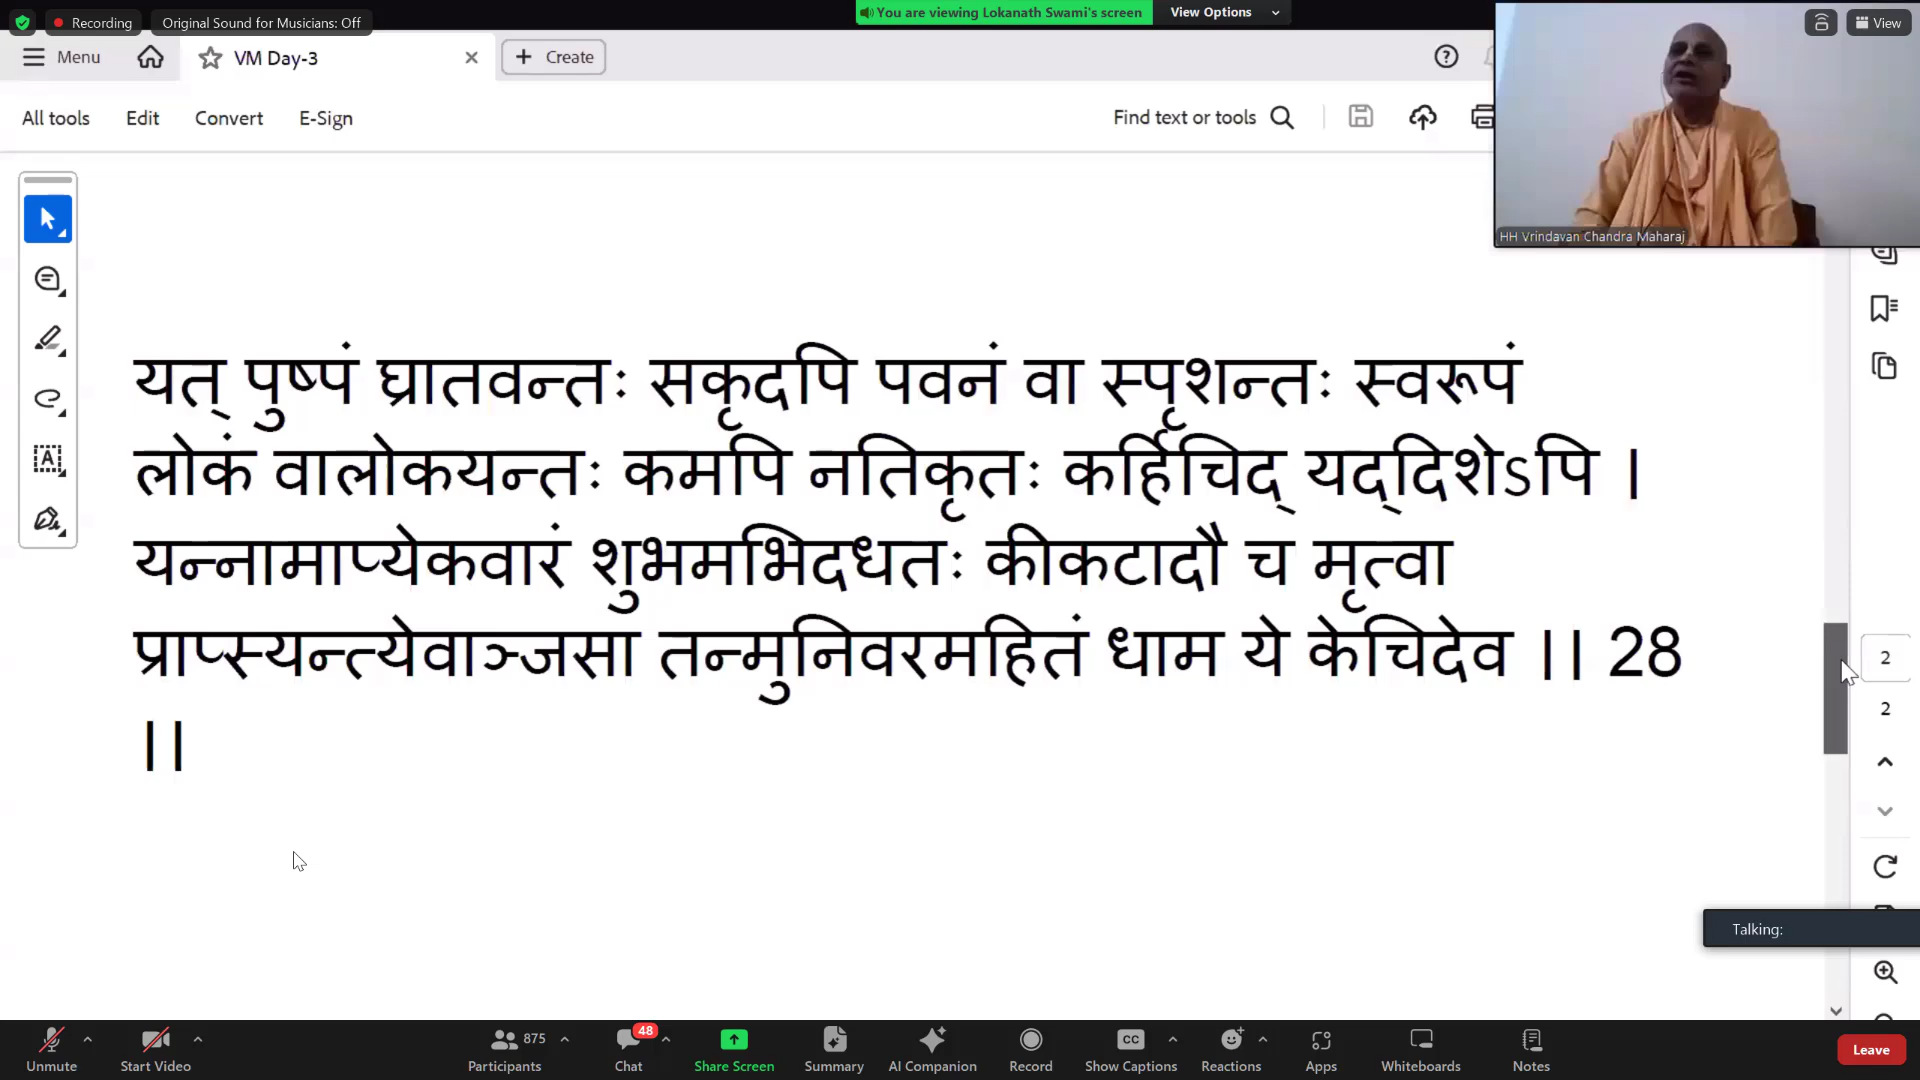 Recording
Original Sound for Musicians: Off
You are viewing Lokanath Swami's screen
View Options
View
Menu
VM Day-3
Create
All tools
Edit
Convert
E-Sign
Find text or tools
HH Vrindavan Chandra Maharaj
यत् पुष्पं घ्रातवन्तः सकृदपि पवनं वा स्पृशन्तः स्वरूपं
लोकं वालोकयन्तः कमपि नतिकृतः कर्हिचिद् यद्दिशेऽपि |
यन्नामाप्येकवारं शुभमभिदधतः कीकटादौ च मृत्वा
प्राप्स्यन्त्येवाञ्जसा तन्मुनिवरमहितं धाम ये केचिदेव || 28
||
2
2
Talking:
Unmute
Start Video
Participants
875
Chat
48
Share Screen
Summary
AI Companion
Record
CC
Show Captions
Reactions
Apps
Whiteboards
Notes
Leave